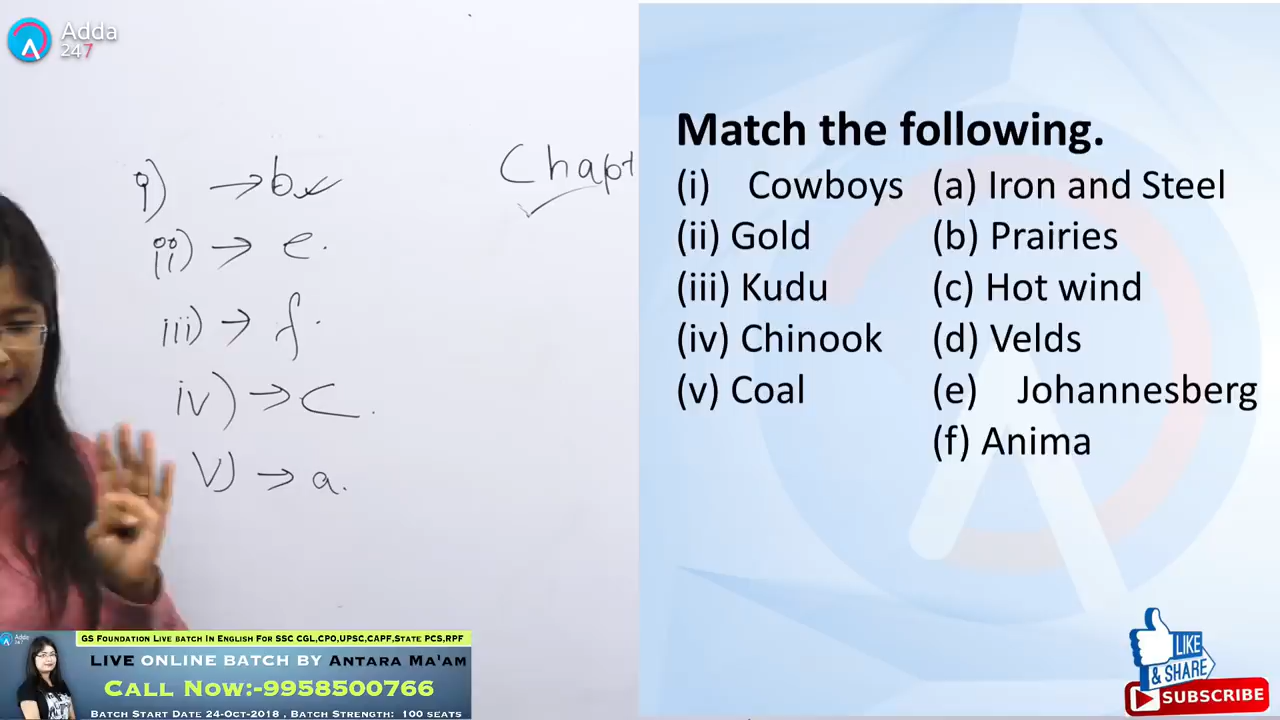 Adda
247
i) → b ✓
ii) → e.
iii) → f.
iv) → c.
v) → a.
Chapt
Match the following.
(i) Cowboys (a) Iron and Steel
(ii) Gold (b) Prairies
(iii) Kudu (c) Hot wind
(iv) Chinook (d) Velds
(v) Coal (e) Johannesberg
(f) Anima
Adda
247
GS Foundation Live batch In English For SSC CGL,CPO,UPSC,CAPF,State PCS,RPF
LIVE ONLINE BATCH BY Antara Ma'am
Call Now:-9958500766
Batch Start Date 24-Oct-2018 , Batch Strength: 100 seats
LIKE
& SHARE
SUBSCRIBE